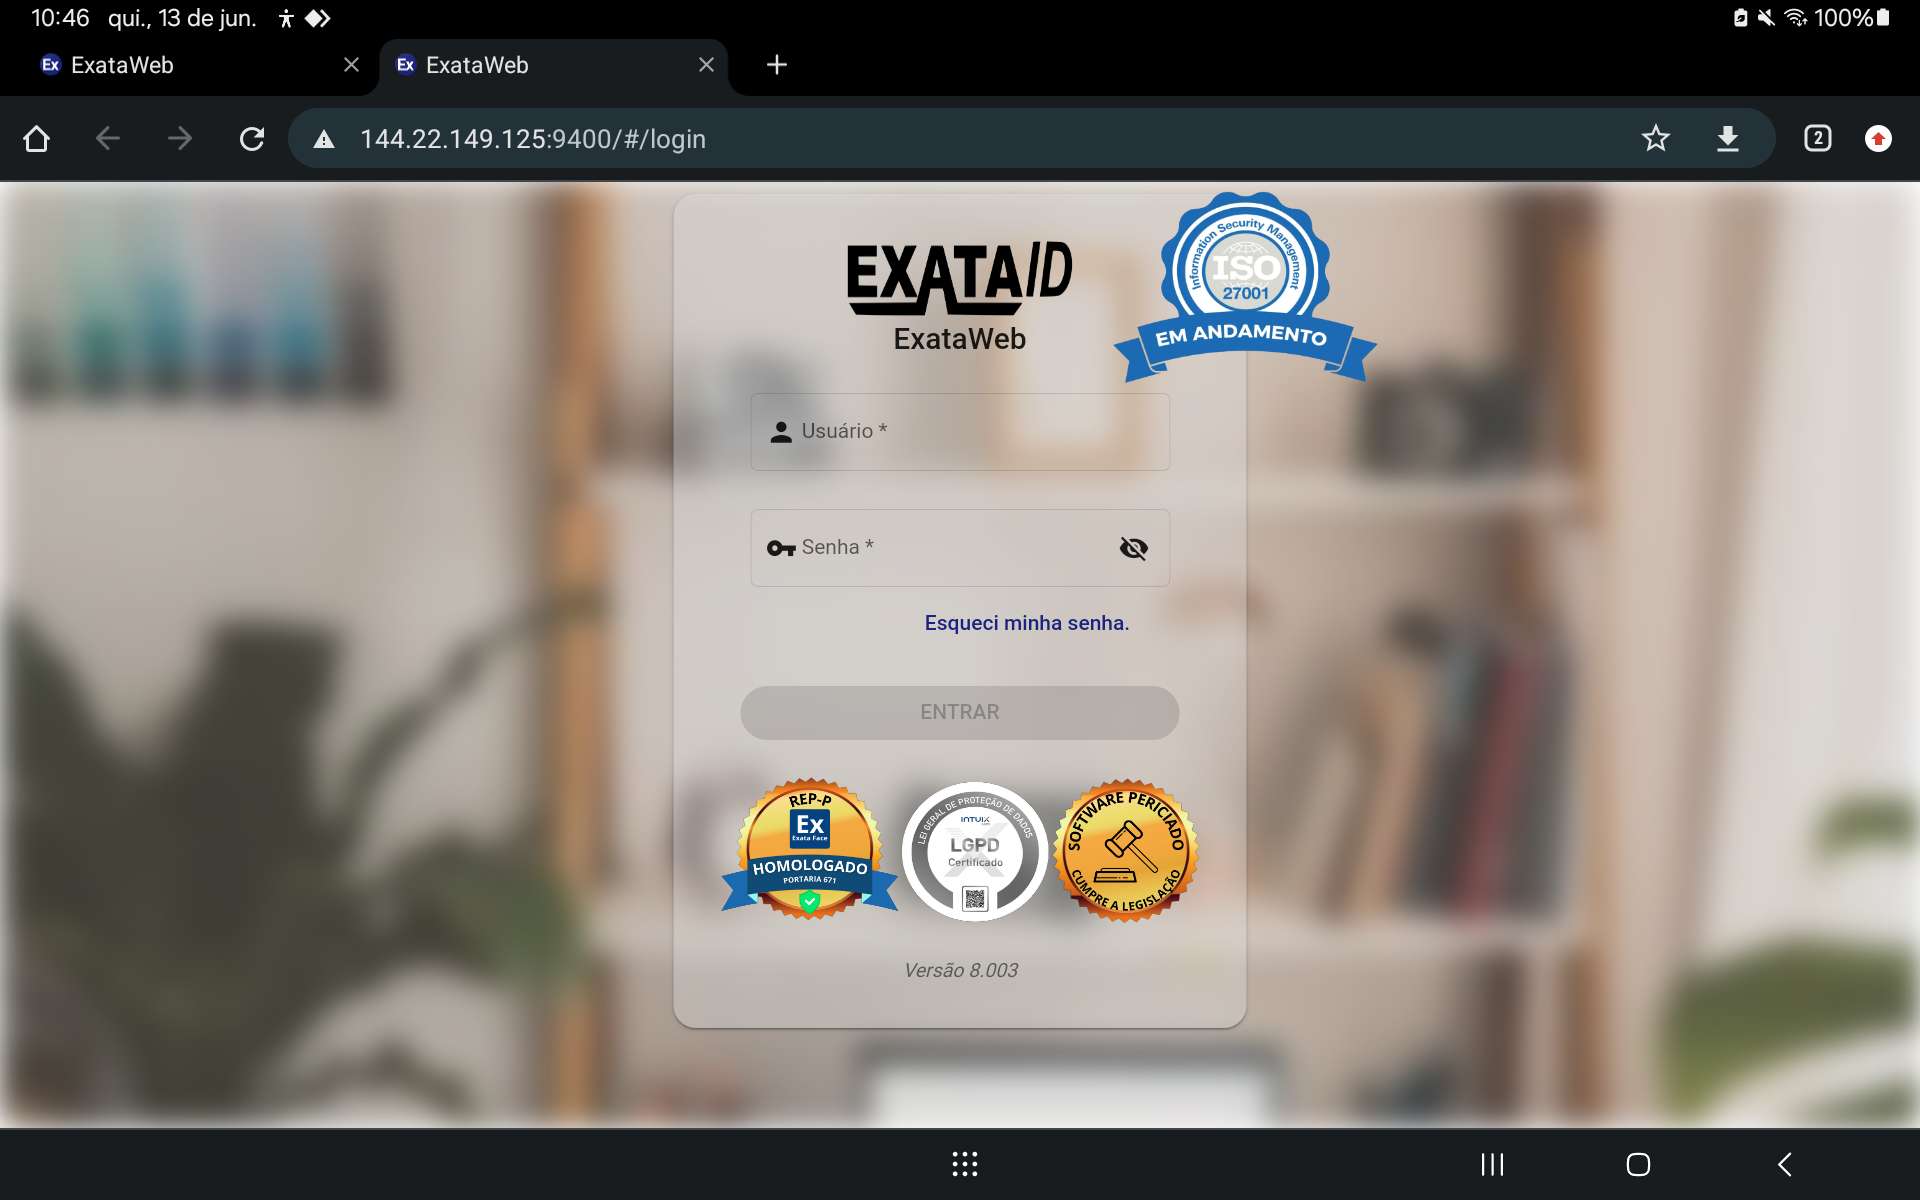 10:46 qui., 13 de jun.
100%
Ex ExataWeb
Ex ExataWeb
144.22.149.125:9400/#/login
2
EXATAID
ExataWeb
Information Security Management
ISO
27001
EM ANDAMENTO
Usuário *
Senha *
Esqueci minha senha.
ENTRAR
REP-P
Ex
Exata Face
HOMOLOGADO
PORTARIA 671
LEI GERAL DE PROTEÇÃO DE DADOS
INTUIX
LGPD
Certificado
SOFTWARE PERICIADO
CUMPRE A LEGISLAÇÃO
Versão 8.003